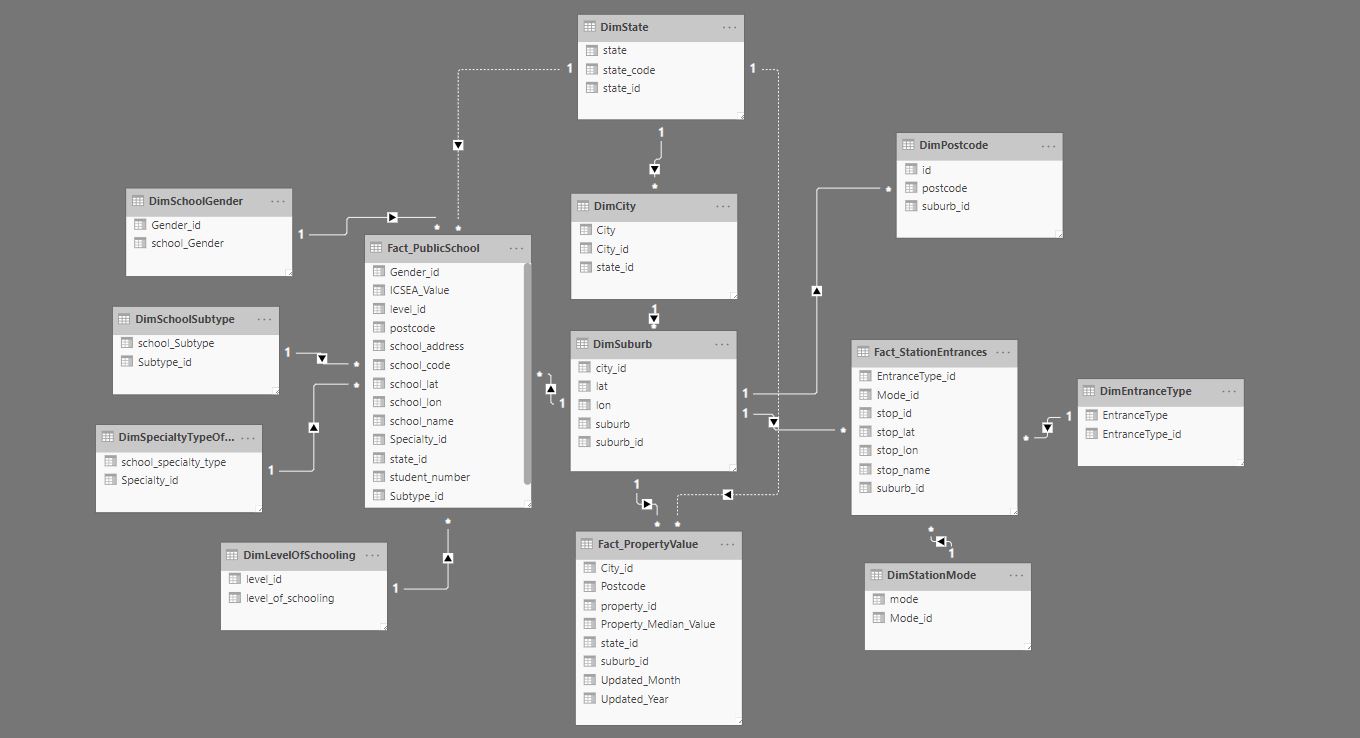 DimState ...
state
state_code
state_id
1
1
1
*
DimPostcode ...
id
postcode
suburb_id
*
DimSchoolGender ...
Gender_id
school_Gender
1
*
*
DimCity ...
City
City_id
state_id
1
*
Fact_PublicSchool ...
Gender_id
ICSEA_Value
level_id
postcode
school_address
school_code
school_lat
school_lon
school_name
Specialty_id
state_id
student_number
Subtype_id
*
*
*
*
DimSchoolSubtype ...
school_Subtype
Subtype_id
1
DimSuburb ...
city_id
lat
lon
suburb
suburb_id
1
1
1
1
Fact_StationEntrances ...
EntranceType_id
Mode_id
stop_id
stop_lat
stop_lon
stop_name
suburb_id
*
*
*
DimEntranceType ...
EntranceType
EntranceType_id
1
DimSpecialtyTypeOf... ...
school_specialty_type
Specialty_id
1
DimLevelOfSchooling ...
level_id
level_of_schooling
1
*
*
Fact_PropertyValue ...
City_id
Postcode
property_id
Property_Median_Value
state_id
suburb_id
Updated_Month
Updated_Year
1
DimStationMode ...
mode
Mode_id